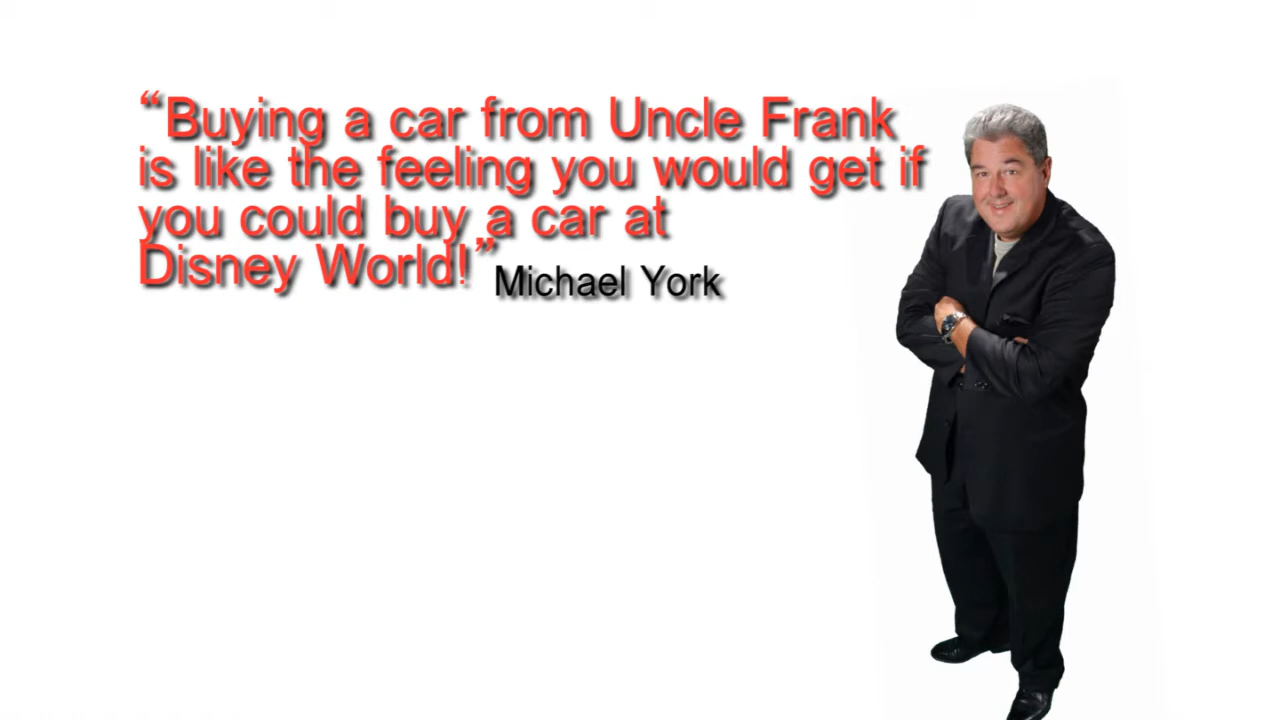 “Buying a car from Uncle Frank
is like the feeling you would get if
you could buy a car at
Disney World!”
Michael York